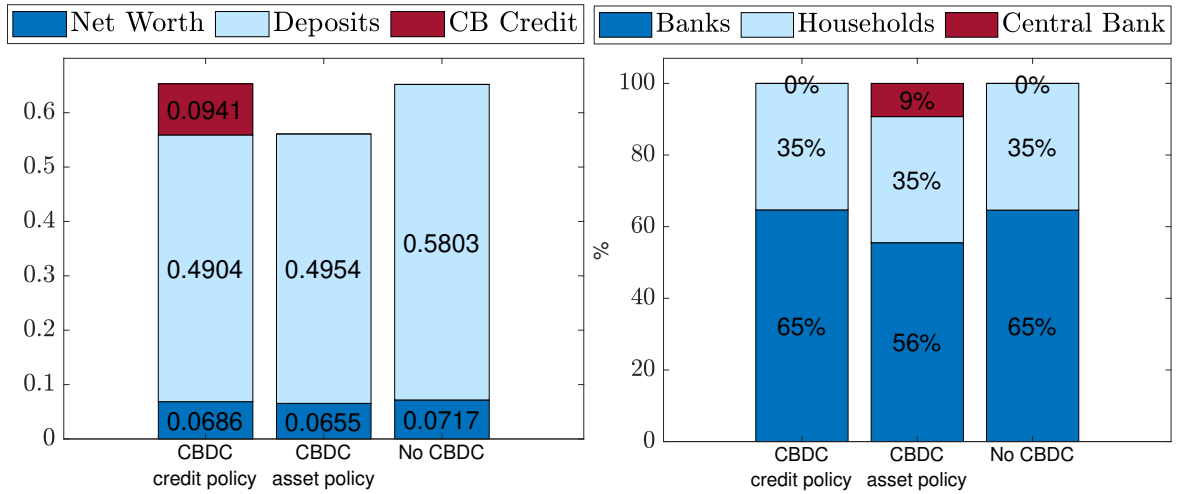 Net Worth Deposits CB Credit
0.6
0.5
0.4
0.3
0.2
0.1
0
0.0941
0.4904
0.0686
0.4954
0.0655
0.5803
0.0717
CBDC
credit policy
CBDC
asset policy
No CBDC
Banks Households Central Bank
%
100
80
60
40
20
0
0%
35%
65%
9%
35%
56%
0%
35%
65%
CBDC
credit policy
CBDC
asset policy
No CBDC